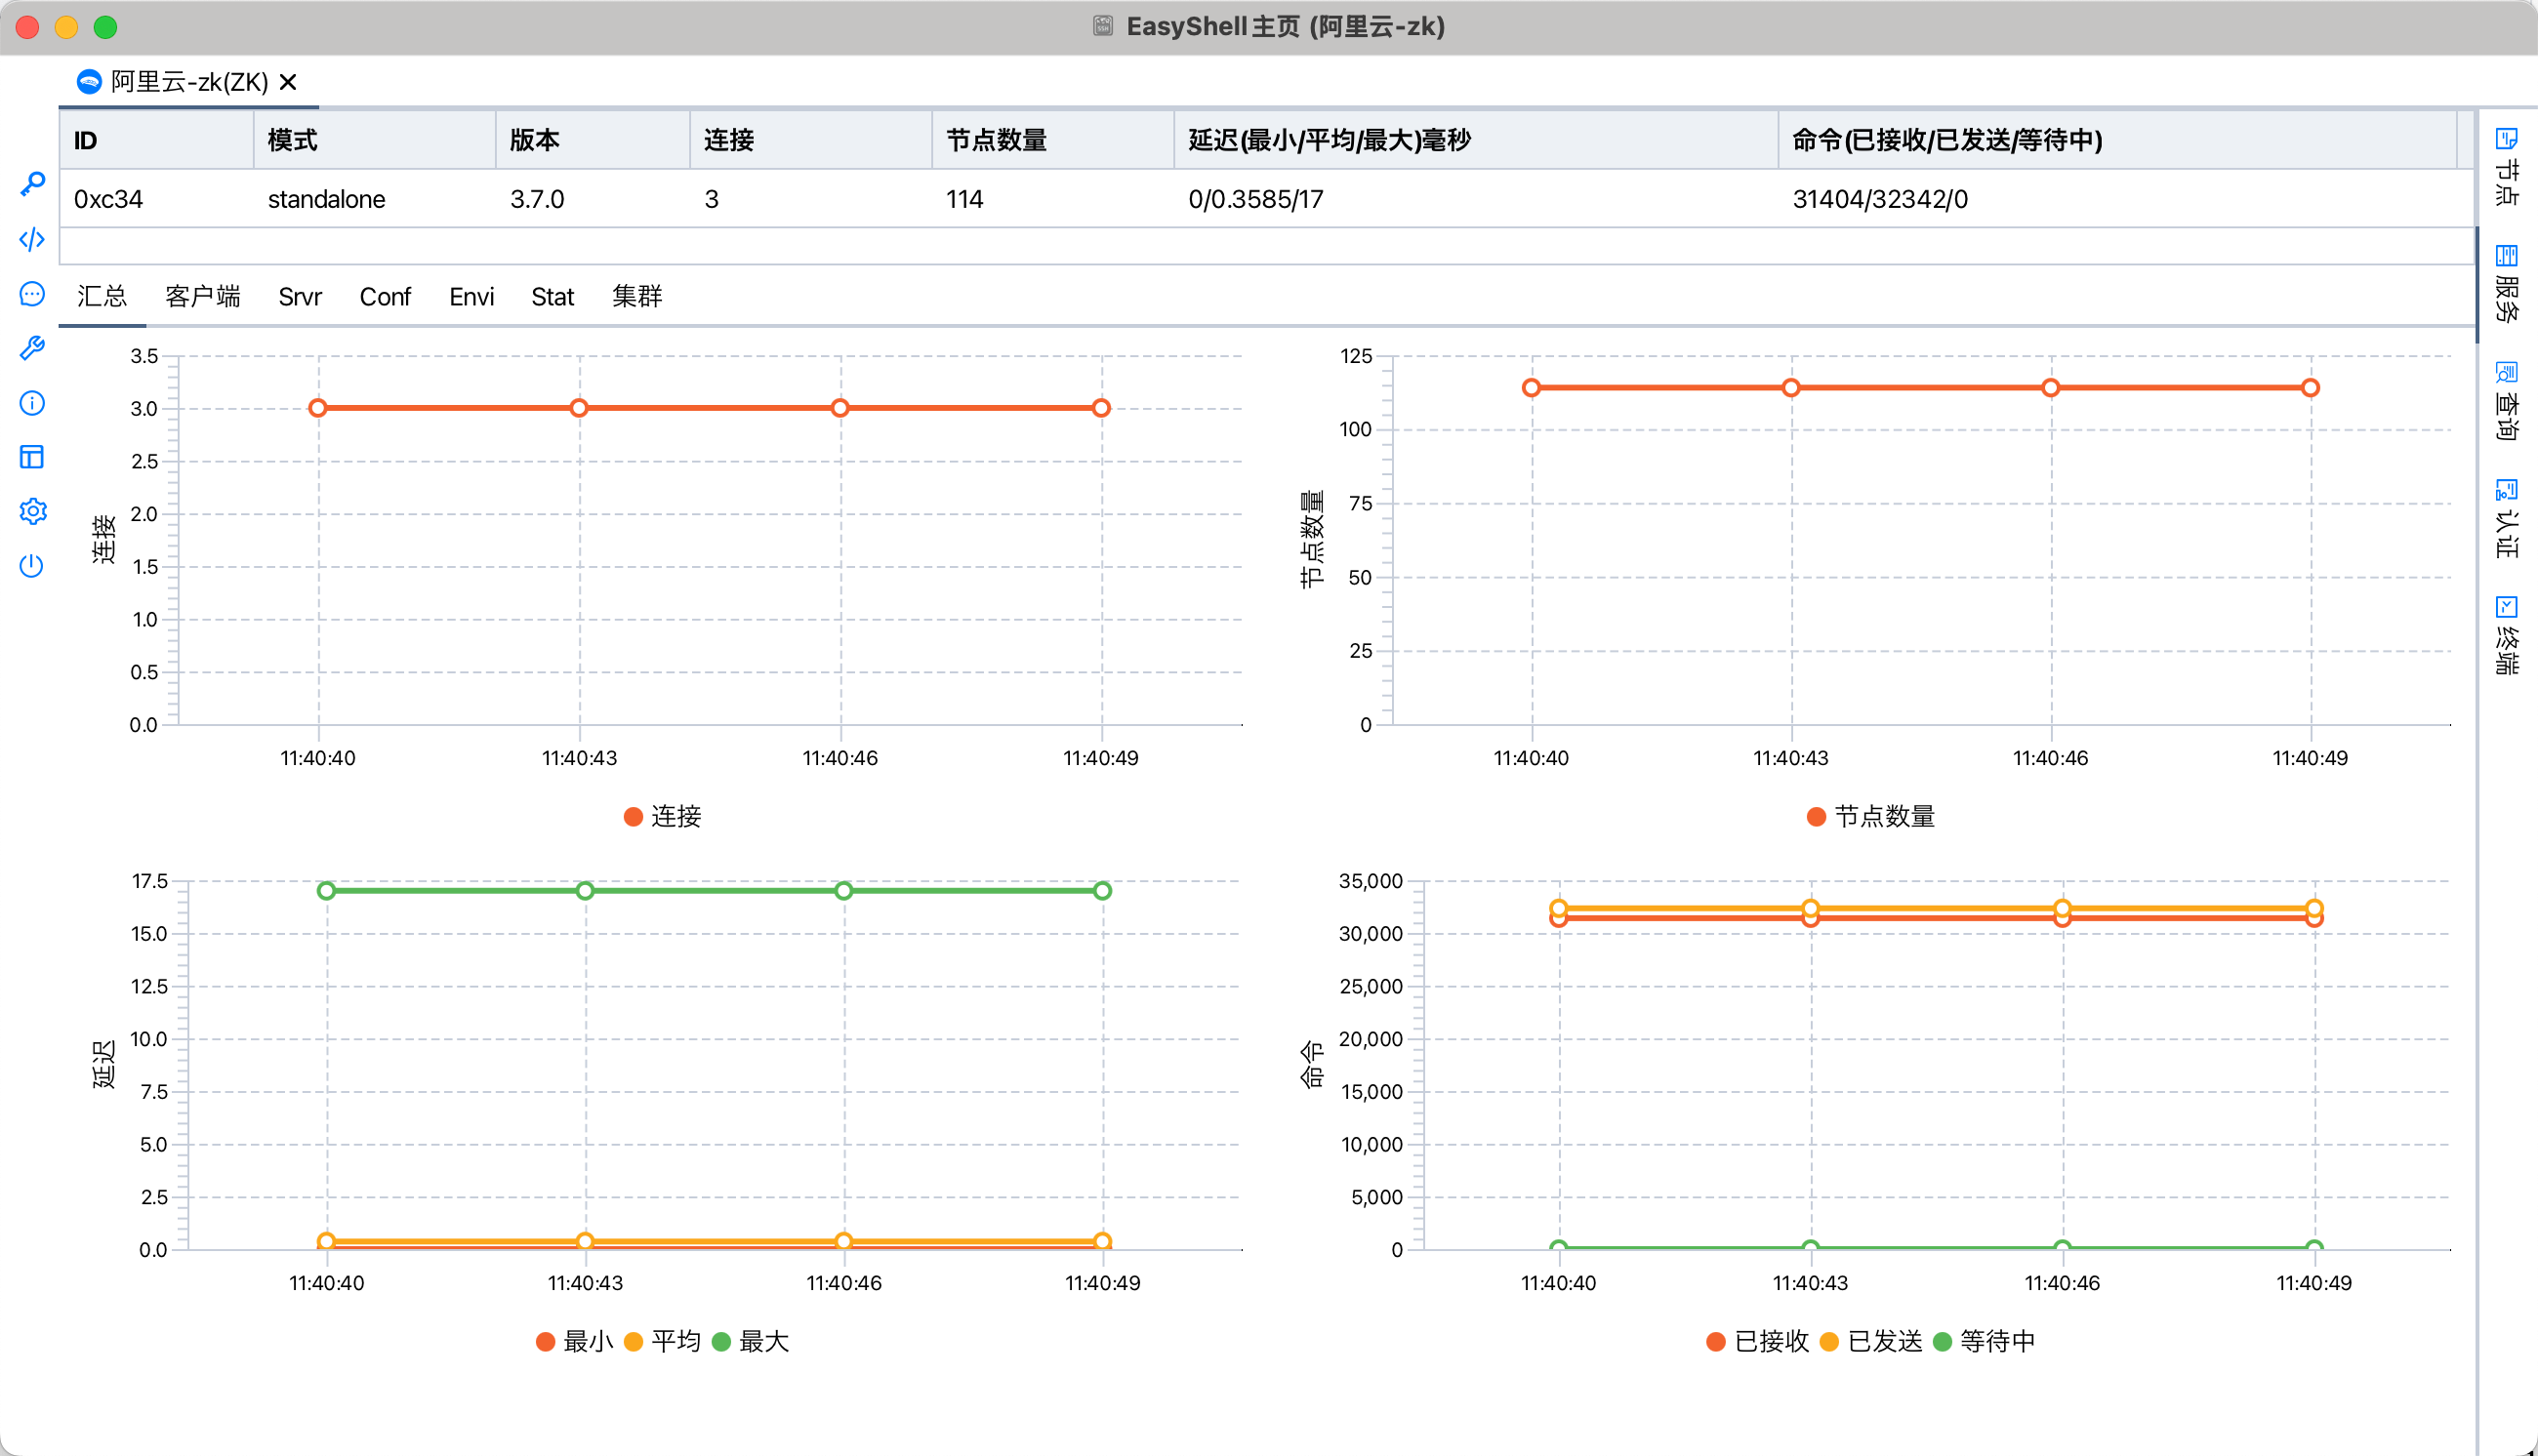 EasyShell主页 (阿里云-zk)
阿里云-zk(ZK)
ID 模式 版本 连接 节点数量 延迟(最小/平均/最大)毫秒 命令(已接收/已发送/等待中)
0xc34 standalone 3.7.0 3 114 0/0.3585/17 31404/32342/0
汇总 客户端 Srvr Conf Envi Stat 集群
节点
服务
查询
认证
终端
连接
3.5
3.0
2.5
2.0
1.5
1.0
0.5
0.0
11:40:40 11:40:43 11:40:46 11:40:49
连接
节点数量
125
100
75
50
25
0
11:40:40 11:40:43 11:40:46 11:40:49
节点数量
延迟
17.5
15.0
12.5
10.0
7.5
5.0
2.5
0.0
11:40:40 11:40:43 11:40:46 11:40:49
最小 平均 最大
命令
35,000
30,000
25,000
20,000
15,000
10,000
5,000
0
11:40:40 11:40:43 11:40:46 11:40:49
已接收 已发送 等待中